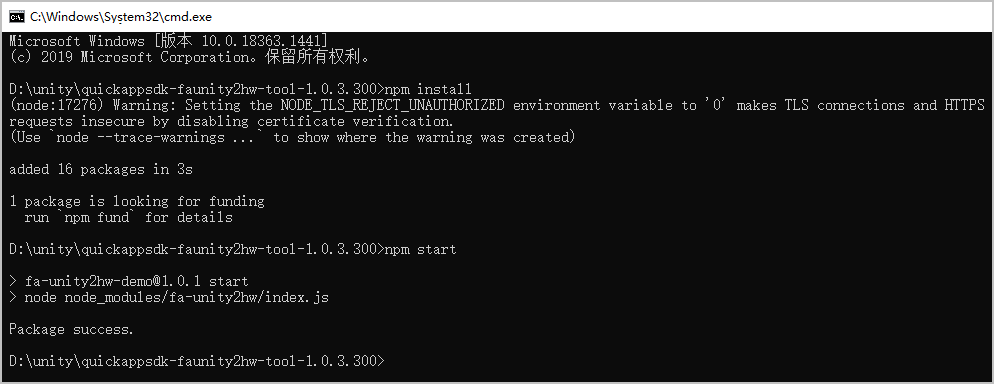 C:\Windows\System32\cmd.exe
Microsoft Windows [版本 10.0.18363.1441]
(c) 2019 Microsoft Corporation。保留所有权利。
D:\unity\quickappsdk-faunity2hw-tool-1.0.3.300>npm install
(node:17276) Warning: Setting the NODE_TLS_REJECT_UNAUTHORIZED environment variable to '0' makes TLS connections and HTTPS
requests insecure by disabling certificate verification.
(Use `node --trace-warnings ...` to show where the warning was created)
added 16 packages in 3s
1 package is looking for funding
run `npm fund` for details
D:\unity\quickappsdk-faunity2hw-tool-1.0.3.300>npm start
> fa-unity2hw-demo@1.0.1 start
> node node_modules/fa-unity2hw/index.js
Package success.
D:\unity\quickappsdk-faunity2hw-tool-1.0.3.300>